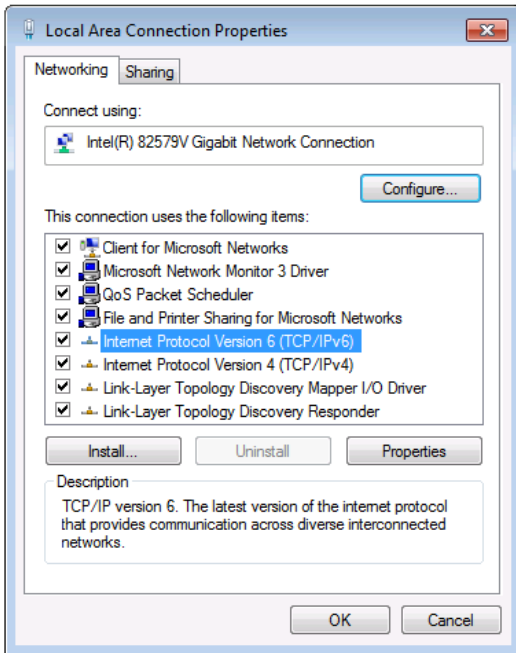 Local Area Connection Properties
Networking
Sharing
Connect using:
Intel(R) 82579V Gigabit Network Connection
Configure...
This connection uses the following items:
Client for Microsoft Networks
Microsoft Network Monitor 3 Driver
QoS Packet Scheduler
File and Printer Sharing for Microsoft Networks
Internet Protocol Version 6 (TCP/IPv6)
Internet Protocol Version 4 (TCP/IPv4)
Link-Layer Topology Discovery Mapper I/O Driver
Link-Layer Topology Discovery Responder
Install...
Uninstall
Properties
Description
TCP/IP version 6. The latest version of the internet protocol
that provides communication across diverse interconnected
networks.
OK
Cancel